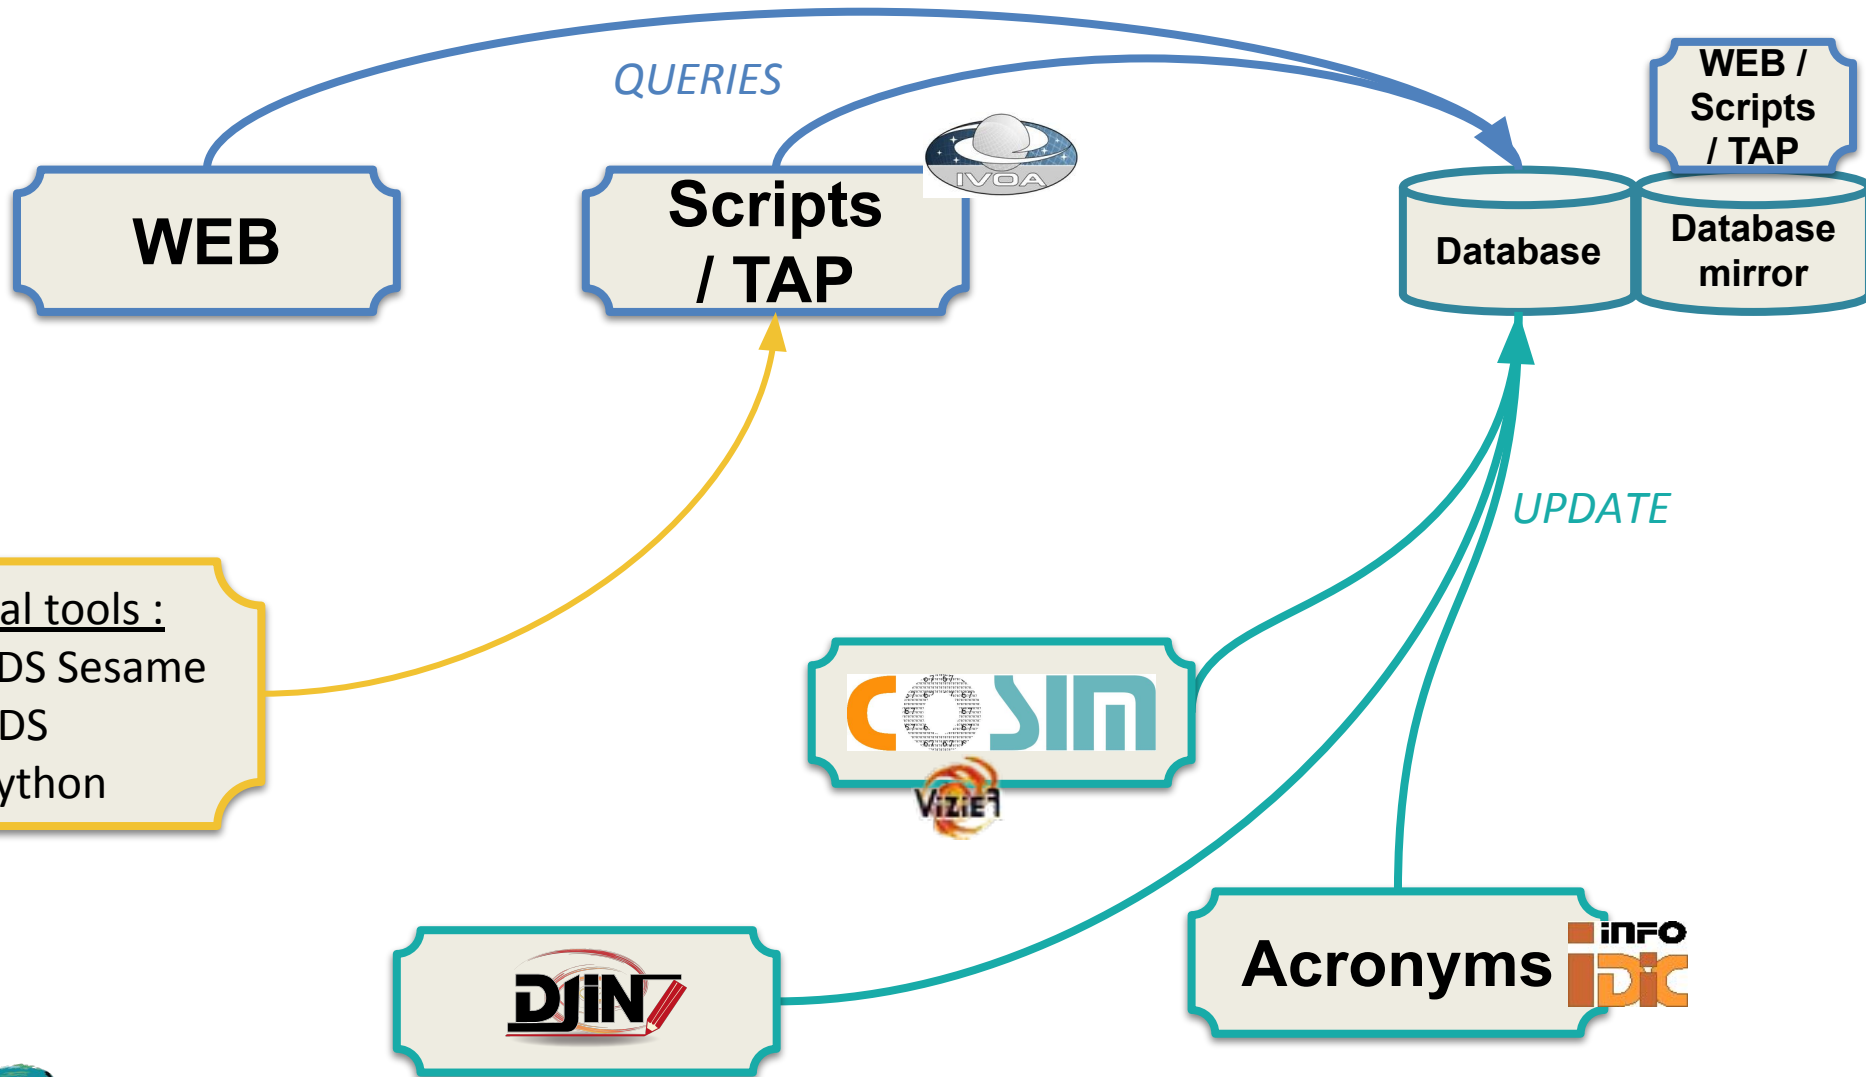 QUERIES
WEB /
Scripts
/ TAP
IVOA
WEB
Scripts
/ TAP
Database
Database
mirror
UPDATE
al tools :
DS Sesame
DS
ython
COSIM
VizieR
DJiN
Acronyms
inFO
DiC